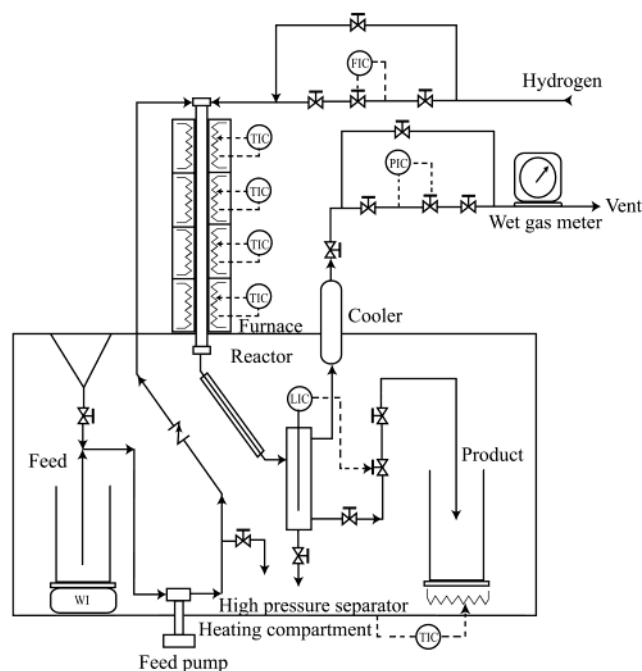 FIC
Hydrogen
TIC
PIC
TIC
Vent
Wet gas meter
TIC
TIC
Cooler
Furnace
Reactor
LIC
Feed
Product
WI
High pressure separator
Heating compartment
TIC
Feed pump